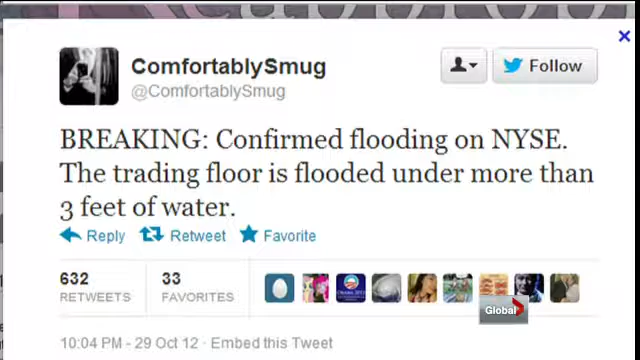 ×
ComfortablySmug
@ComfortablySmug
Follow
BREAKING: Confirmed flooding on NYSE.
The trading floor is flooded under more than
3 feet of water.
Reply Retweet Favorite
632
RETWEETS
33
FAVORITES
Global
10:04 PM - 29 Oct 12 · Embed this Tweet